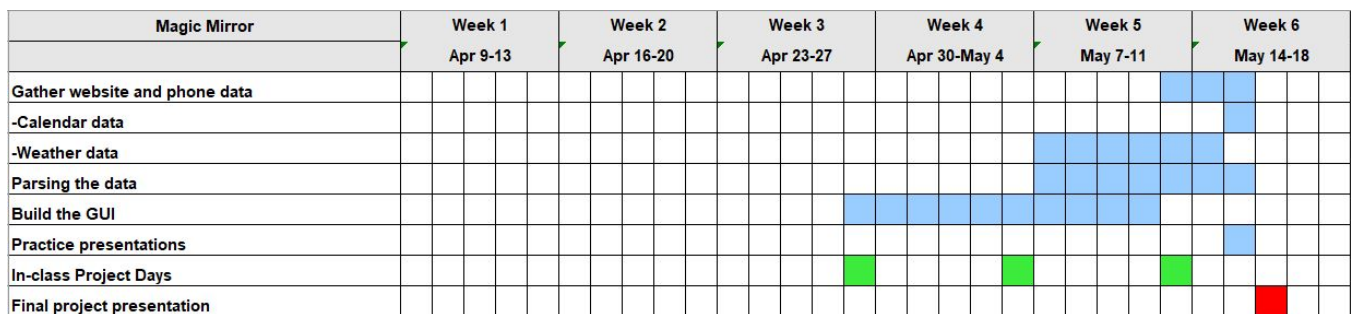 Magic Mirror Week 1 Week 2 Week 3 Week 4 Week 5 Week 6
Apr 9-13 Apr 16-20 Apr 23-27 Apr 30-May 4 May 7-11 May 14-18
Gather website and phone data
-Calendar data
-Weather data
Parsing the data
Build the GUI
Practice presentations
In-class Project Days
Final project presentation